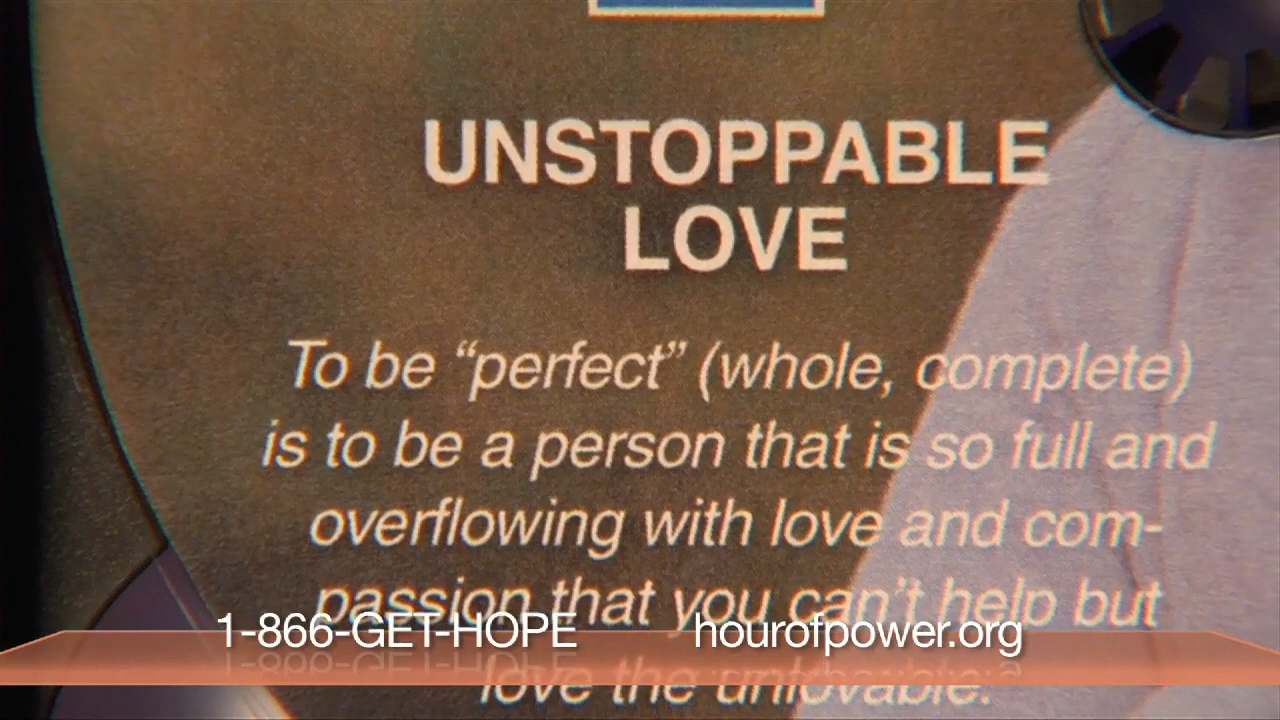 UNSTOPPABLE
LOVE
To be “perfect” (whole, complete)
is to be a person that is so full and
overflowing with love and com-
passion that you can't help but
1-866-GET-HOPE hourofpower.org
love the unlovable.